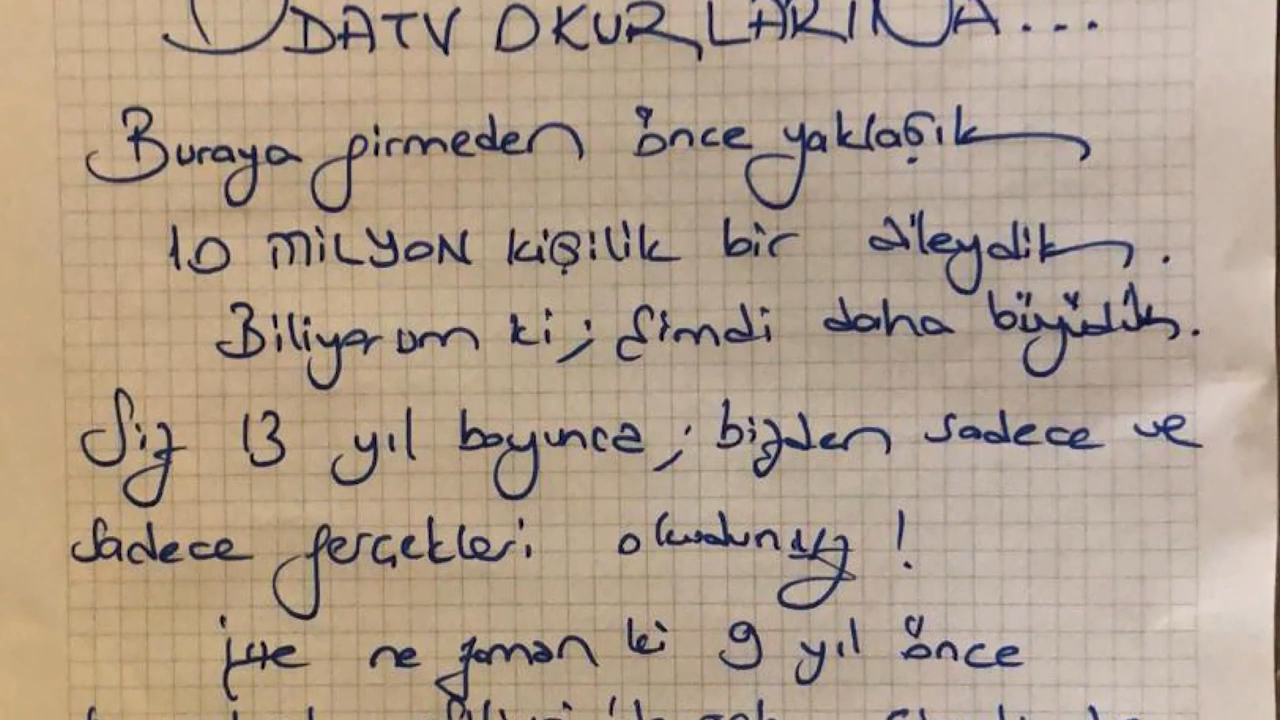 ODATV OKURLARINA...
Buraya girmeden önce yaklaşık
10 MİLYON kişilik bir aileydik.
Biliyorum ki; şimdi daha büyüdük.
Siz 13 yıl boyunca; bizden sadece ve
sadece gerçekleri okudunuz!
İşte ne zaman ki 9 yıl önce